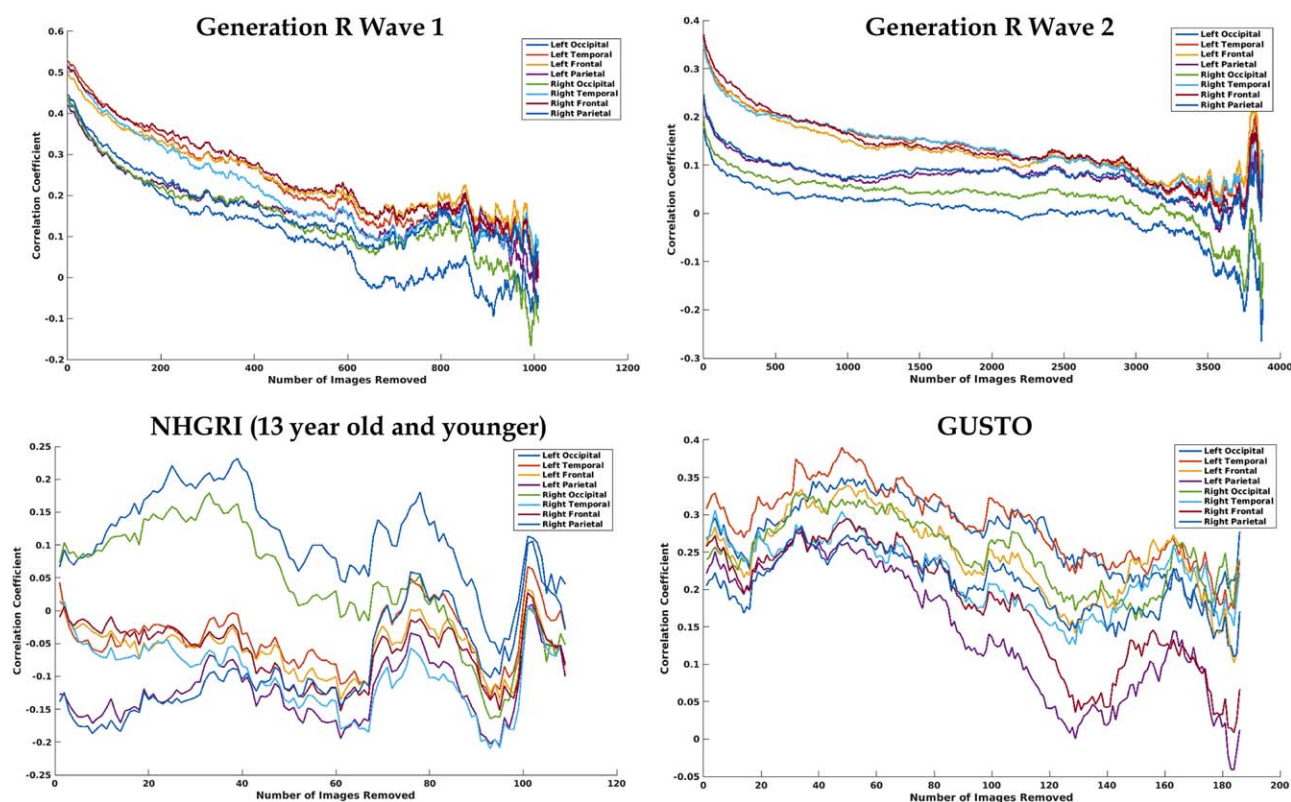 Generation R Wave 1
0.6
0.5
0.4
0.3
0.2
0.1
0
-0.1
-0.2
Correlation Coefficient
0 200 400 600 800 1000 1200
Number of Images Removed
Left Occipital
Left Temporal
Left Frontal
Left Parietal
Right Occipital
Right Temporal
Right Frontal
Right Parietal
Generation R Wave 2
0.4
0.3
0.2
0.1
0
-0.1
-0.2
-0.3
Correlation Coefficient
0 500 1000 1500 2000 2500 3000 3500 4000
Number of Images Removed
Left Occipital
Left Temporal
Left Frontal
Left Parietal
Right Occipital
Right Temporal
Right Frontal
Right Parietal
NHGRI (13 year old and younger)
0.25
0.2
0.15
0.1
0.05
0
-0.05
-0.1
-0.15
-0.2
-0.25
Correlation Coefficient
0 20 40 60 80 100 120
Number of Images Removed
Left Occipital
Left Temporal
Left Frontal
Left Parietal
Right Occipital
Right Temporal
Right Frontal
Right Parietal
GUSTO
0.4
0.35
0.3
0.25
0.2
0.15
0.1
0.05
0
-0.05
Correlation Coefficient
0 20 40 60 80 100 120 140 160 180 200
Number of Images Removed
Left Occipital
Left Temporal
Left Frontal
Left Parietal
Right Occipital
Right Temporal
Right Frontal
Right Parietal